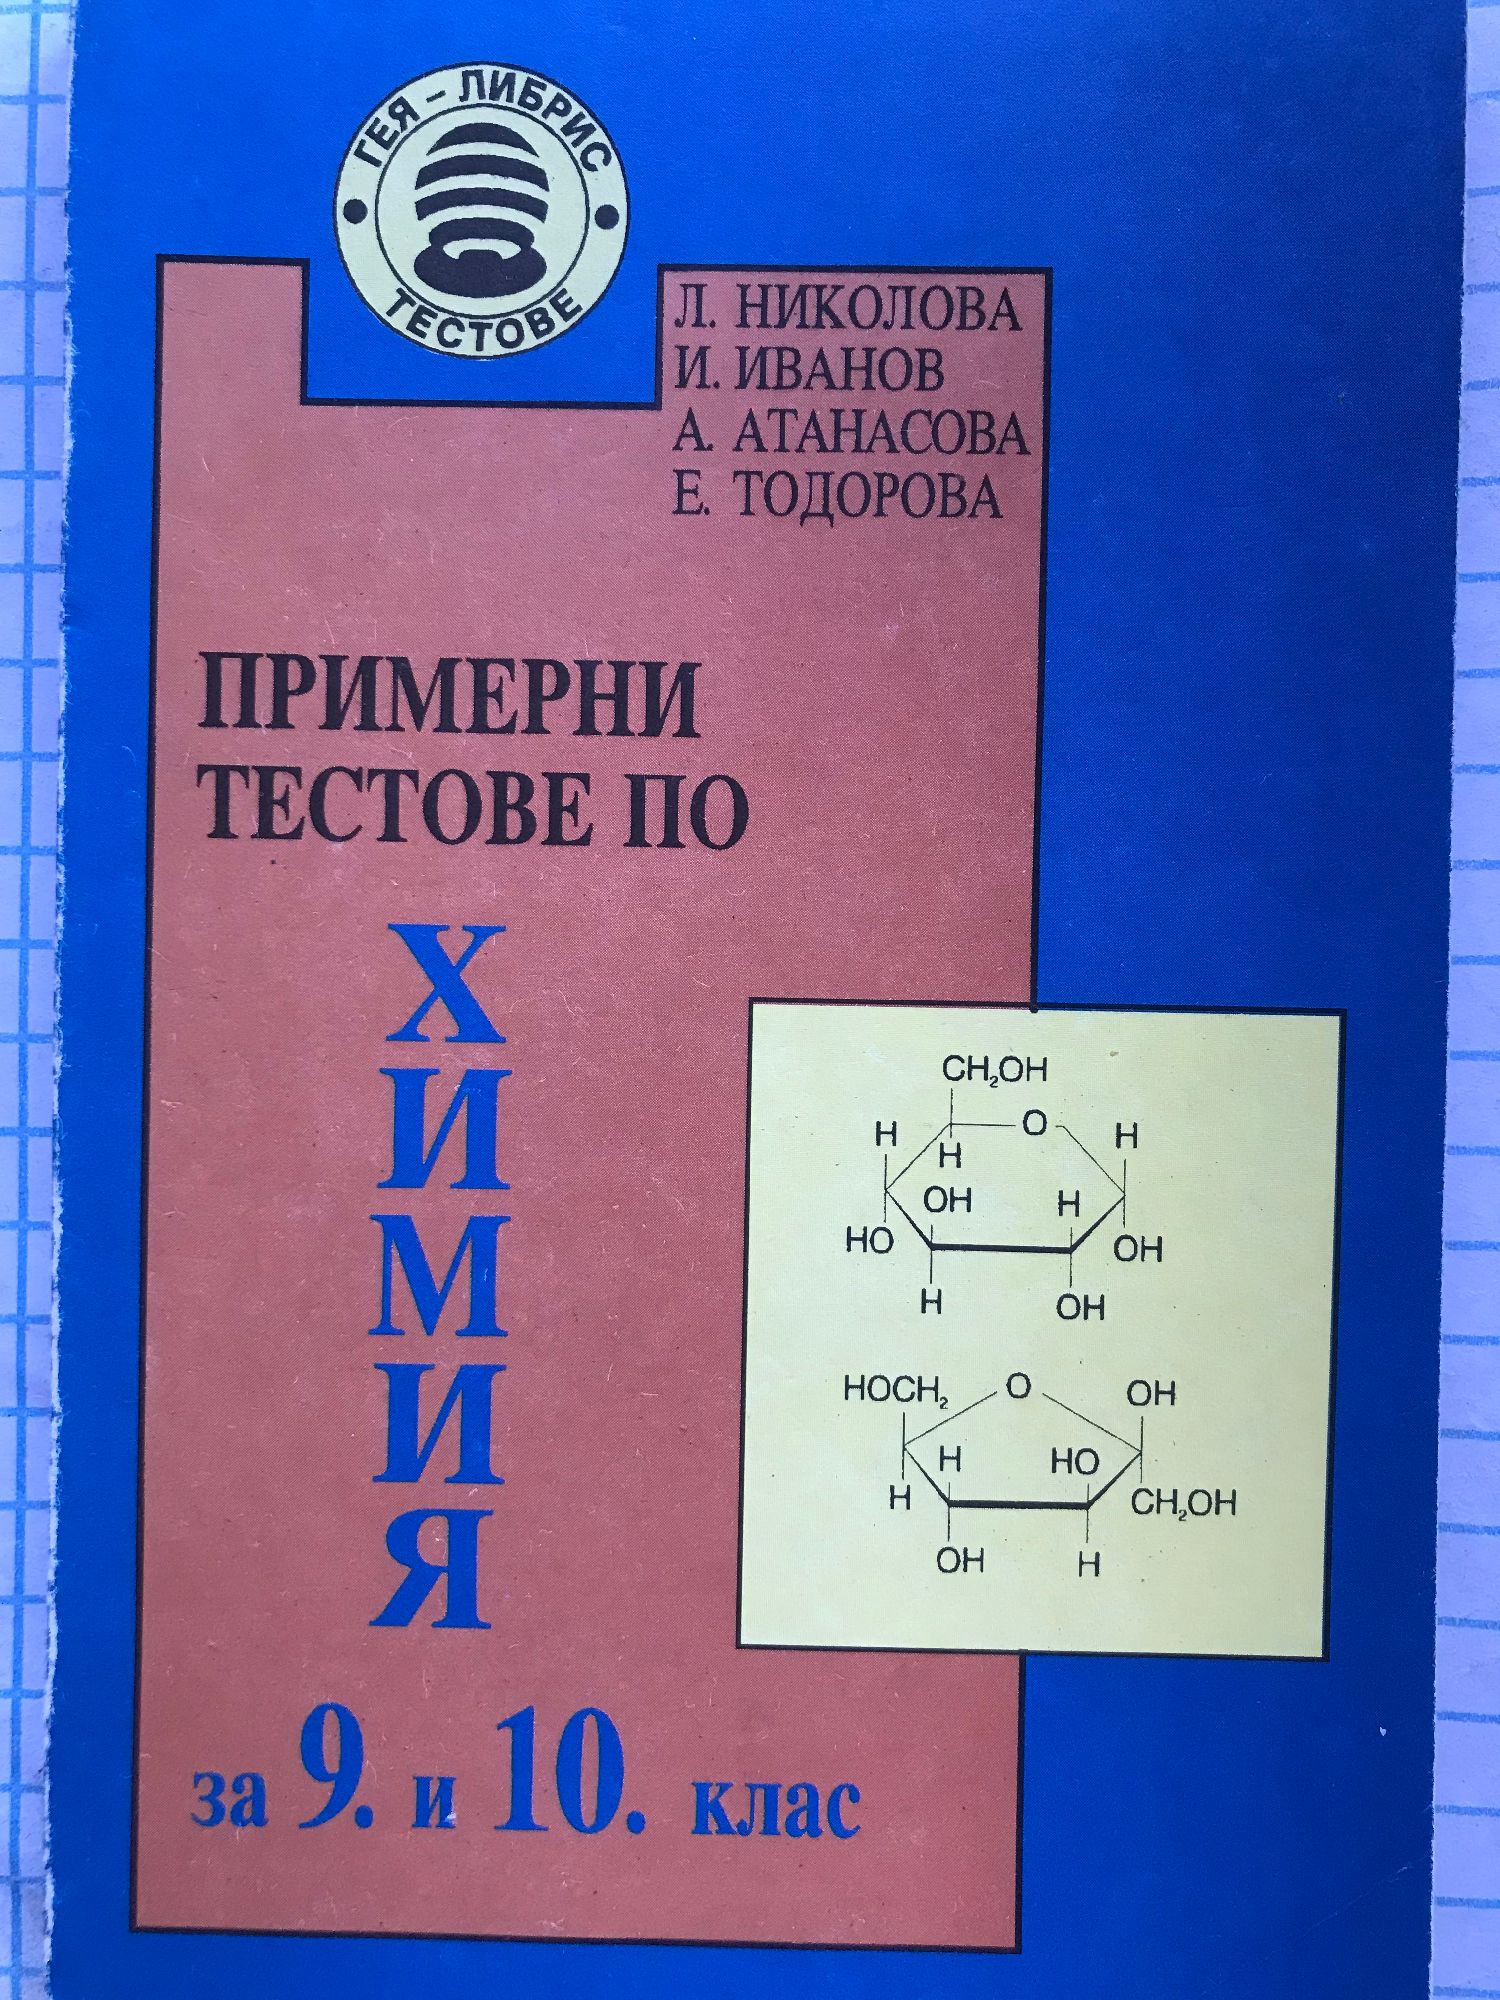 ГЕЯ – ЛИБРИС
ТЕСТОВЕ
Л. НИКОЛОВА
И. ИВАНОВ
А. АТАНАСОВА
Е. ТОДОРОВА
ПРИМЕРНИ
ТЕСТОВЕ ПО
ХИМИЯ
за 9. и 10. клас
CH₂OH
H O H
H
OH H
HO OH
H OH
HOCH₂ O OH
H HO
H CH₂OH
OH H